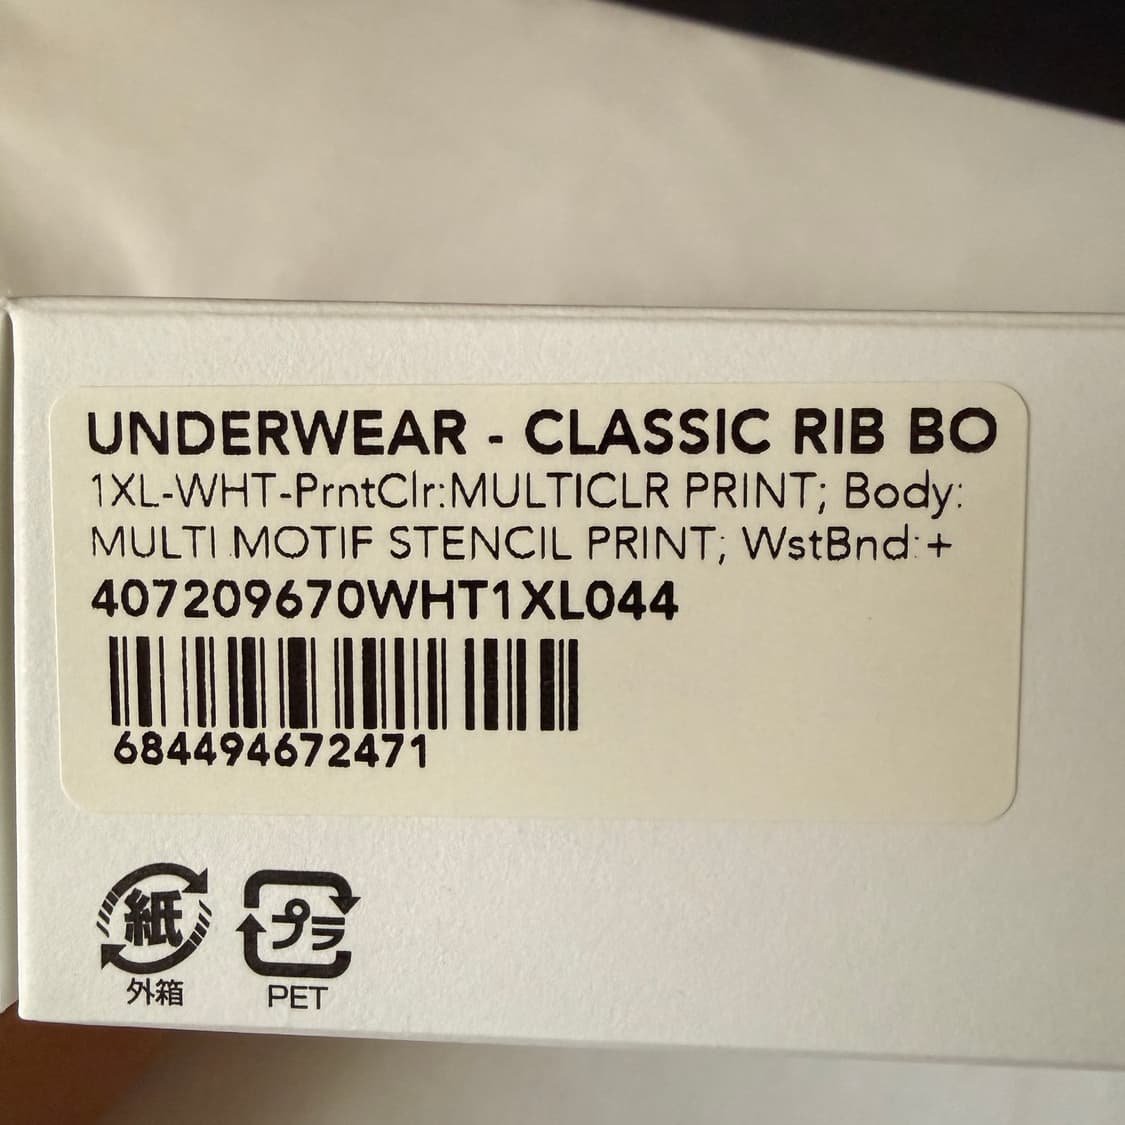 UNDERWEAR - CLASSIC RIB BO
1XL-WHT-PrntClr:MULTICLR PRINT; Body:
MULTI MOTIF STENCIL PRINT; WstBnd:+
407209670WHT1XL044
684494672471
紙 プラ
外箱 PET